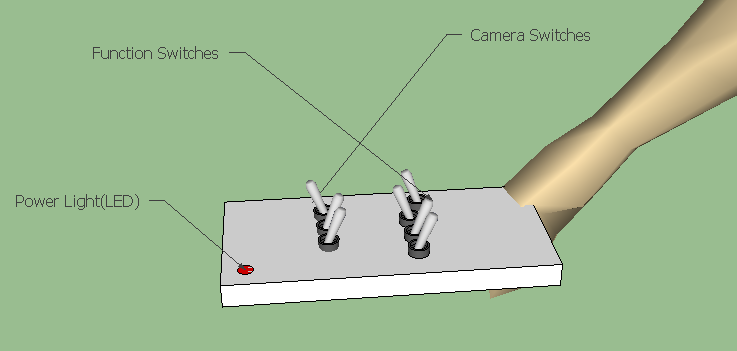 Camera Switches
Function Switches
Power Light(LED)